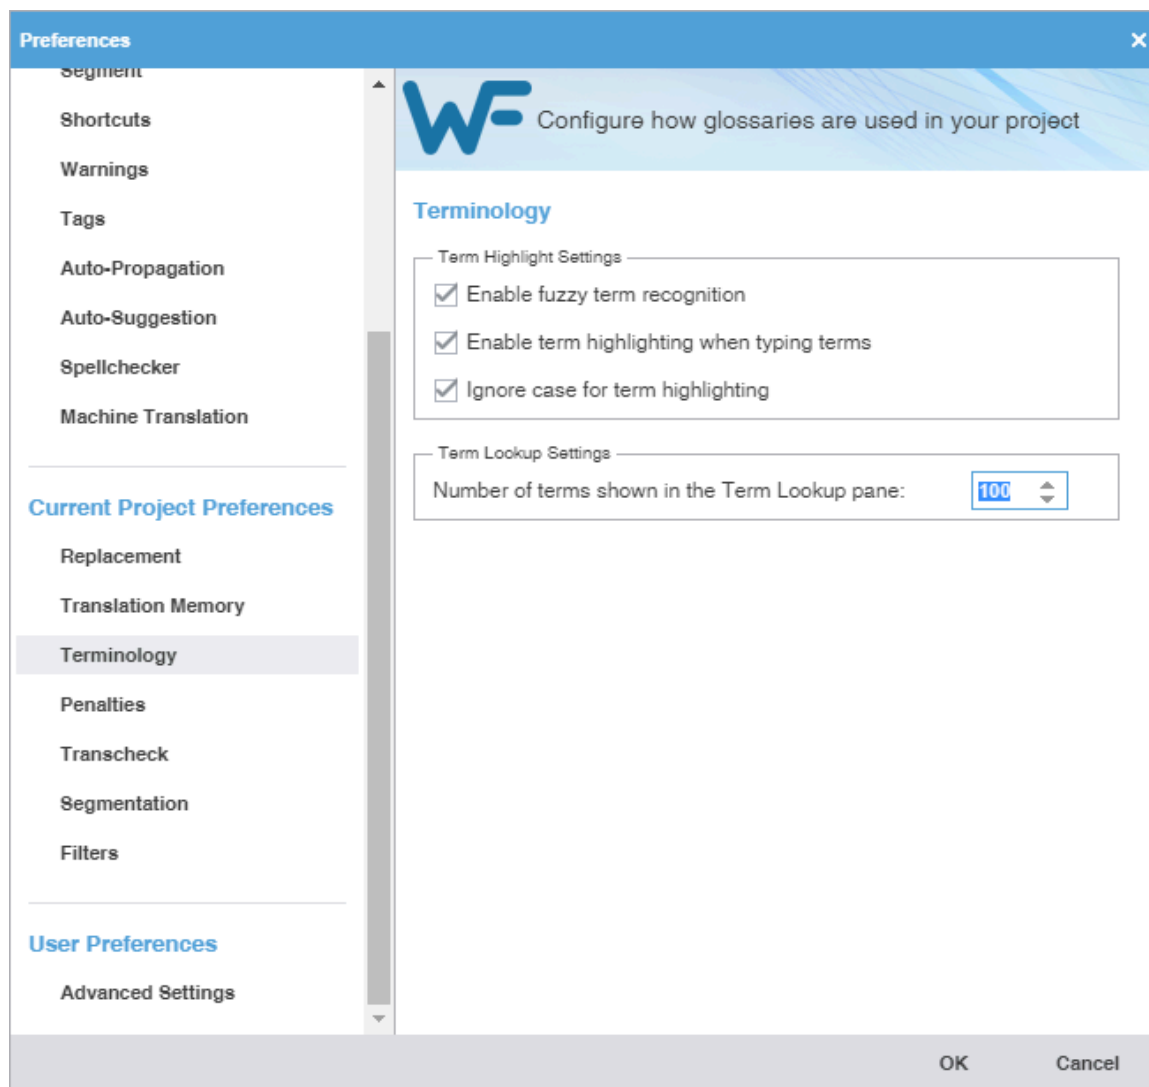 Preferences
Segment
Shortcuts
Warnings
Tags
Auto-Propagation
Auto-Suggestion
Spellchecker
Machine Translation
Current Project Preferences
Replacement
Translation Memory
Terminology
Penalties
Transcheck
Segmentation
Filters
User Preferences
Advanced Settings
WF
Configure how glossaries are used in your project
Terminology
Term Highlight Settings
Enable fuzzy term recognition
Enable term highlighting when typing terms
Ignore case for term highlighting
Term Lookup Settings
Number of terms shown in the Term Lookup pane: 100
OK Cancel